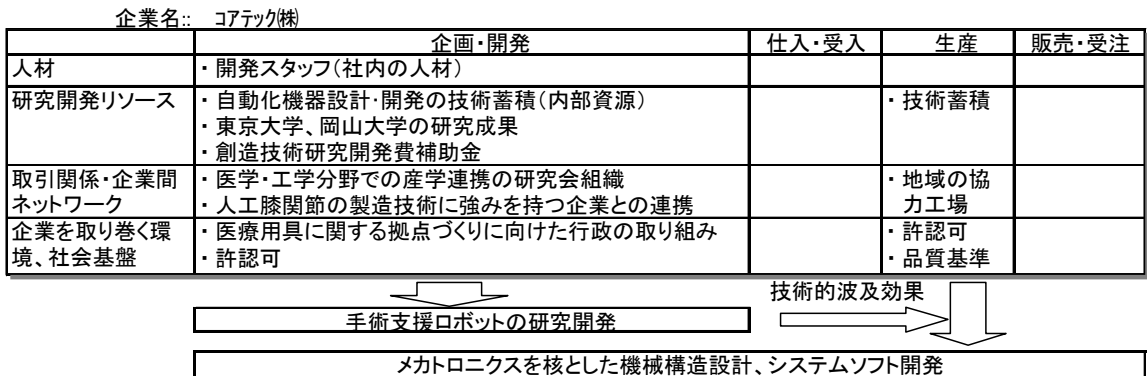 企業名:: コアテック㈱
企画・開発 仕入・受入 生産 販売・受注
人材 ・ 開発スタッフ(社内の人材)
研究開発リソース ・ 自動化機器設計・開発の技術蓄積(内部資源) ・ 技術蓄積
・ 東京大学、岡山大学の研究成果
・ 創造技術研究開発費補助金
取引関係・企業間 ・ 医学・工学分野での産学連携の研究会組織 ・ 地域の協
ネットワーク ・ 人工膝関節の製造技術に強みを持つ企業との連携 力工場
企業を取り巻く環 ・ 医療用具に関する拠点づくりに向けた行政の取り組み ・ 許認可
境、社会基盤 ・ 許認可 ・ 品質基準
技術的波及効果
手術支援ロボットの研究開発
メカトロニクスを核とした機械構造設計、システムソフト開発